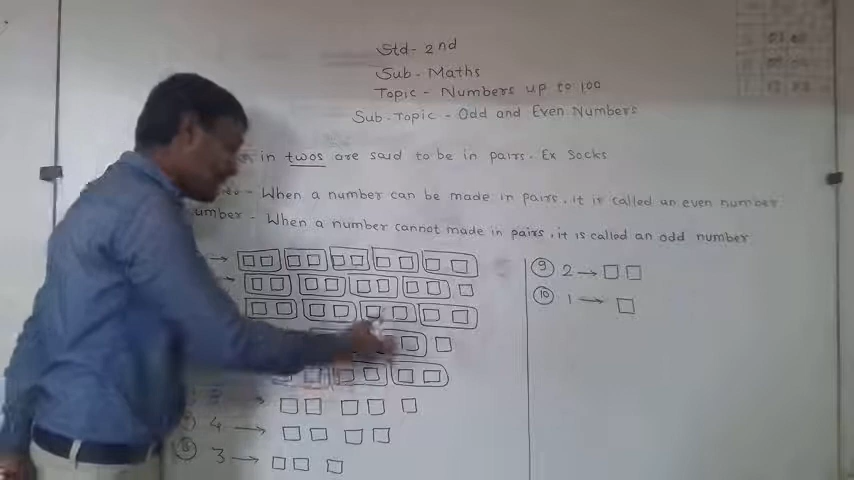 Std- 2nd
Sub- Maths
Topic - Numbers up to 100
Sub-Topic - Odd and Even Numbers
in twos are said to be in pairs. Ex Socks
- When a number can be made in pairs, it is called an even number
umber - When a number cannot made in pairs, it is called an odd number
4 →
8 3 →
9 2 →
10 1 →